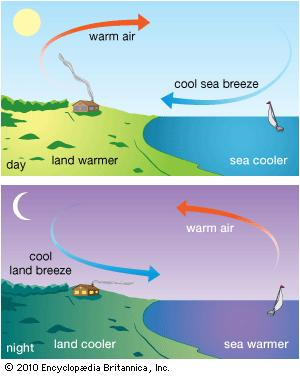 warm air
cool sea breeze
day
land warmer
sea cooler
warm air
cool
land breeze
night
land cooler
sea warmer
© 2010 Encyclopædia Britannica, Inc.